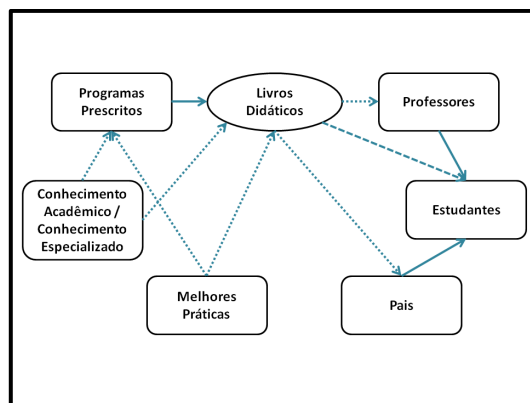 Programas
Prescritos
Livros
Didáticos
Professores
Conhecimento
Acadêmico /
Conhecimento
Especializado
Estudantes
Melhores
Práticas
Pais